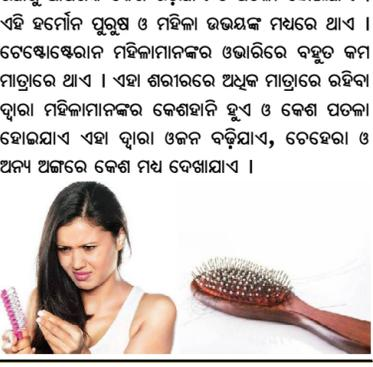 ଏହି ହର୍ମୋନ ପୁରୁଷ ଓ ମହିଳା ଉଭୟଙ୍କ ମଧ୍ୟରେ ଥାଏ ।
ଟେଷ୍ଟୋଷ୍ଟେରାନ ମହିଳାମାନଙ୍କର ଓଭାରିରେ ବହୁତ କମ
ମାତ୍ରାରେ ଥାଏ । ଏହା ଶରୀରରେ ଅଧିକ ମାତ୍ରାରେ ରହିବା
ଦ୍ୱାରା ମହିଳାମାନଙ୍କର କେଶହାନି ହୁଏ ଓ କେଶ ପତଳା
ହୋଇଯାଏ ଏହା ଦ୍ୱାରା ଓଜନ ବଢ଼ିଯାଏ, ଚେହେରା ଓ
ଅନ୍ୟ ଅଙ୍ଗରେ କେଶ ମଧ୍ୟ ଦେଖାଯାଏ ।